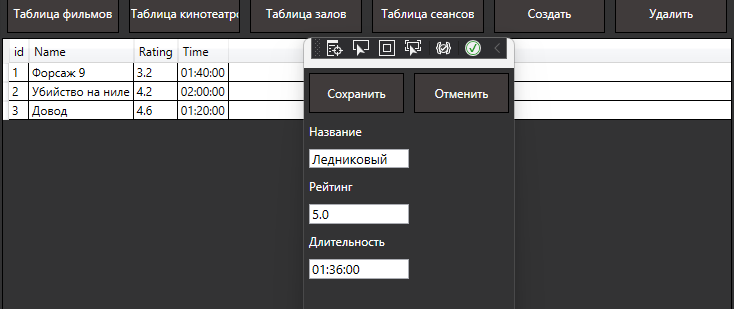 Таблица фильмов
Таблица кинотеатро
Таблица залов
Таблица сеансов
Создать
Удалить
id Name Rating Time
1 Форсаж 9 3.2 01:40:00
2 Убийство на ниле 4.2 02:00:00
3 Довод 4.6 01:20:00
Сохранить
Отменить
Название
Ледниковый
Рейтинг
5.0
Длительность
01:36:00